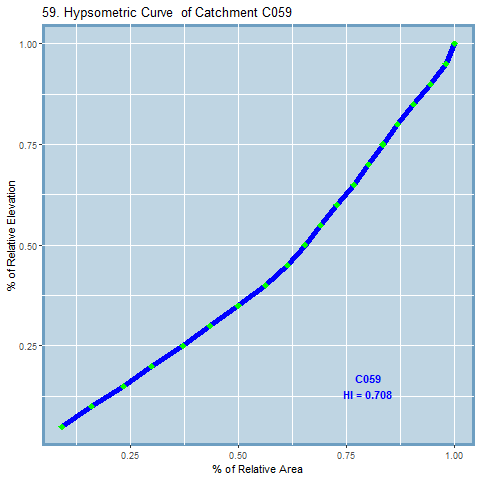 59. Hypsometric Curve  of Catchment C059
% of Relative Elevation
1.00
0.75
0.50
0.25
C059
HI = 0.708
0.25 0.50 0.75 1.00
% of Relative Area